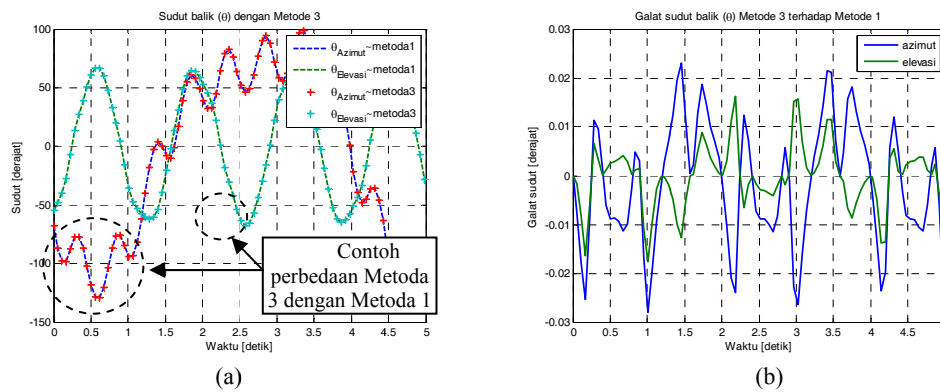 Sudut balik (θ) dengan Metode 3
Sudut [derajat]
100
50
0
-50
-100
-150
θAzimut~metoda1
θElevasi~metoda1
θAzimut~metoda3
θElevasi~metoda3
Contoh
perbedaan Metoda
3 dengan Metoda 1
0 0.5 1 1.5 2 2.5 3 3.5 4 4.5 5
Waktu [detik]
(a)
Galat sudut balik (θ) Metode 3 terhadap Metode 1
Galat sudut [derajat]
0.03
0.02
0.01
0
-0.01
-0.02
-0.03
azimut
elevasi
0 0.5 1 1.5 2 2.5 3 3.5 4 4.5
Waktu [detik]
(b)